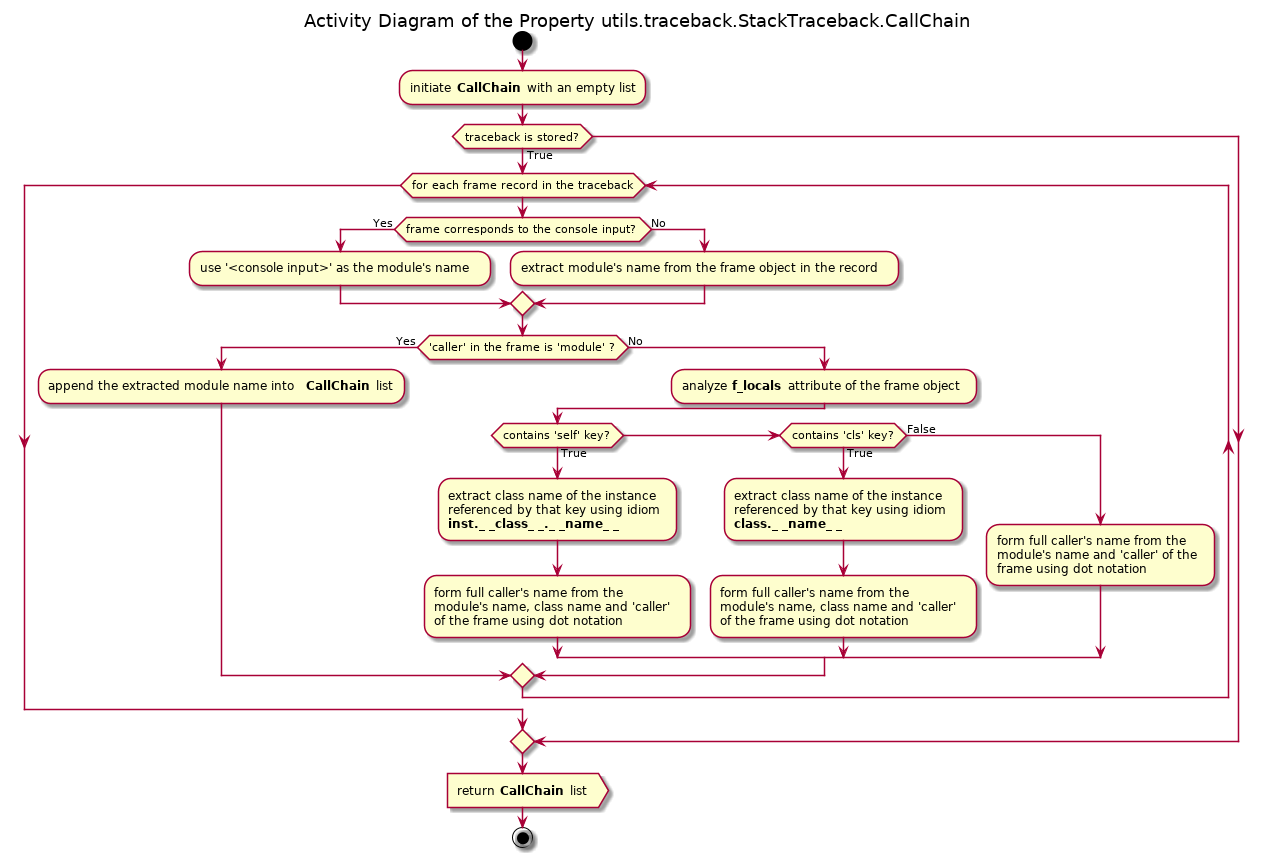 Activity Diagram of the Property utils.traceback.StackTraceback.CallChain
initiate CallChain with an empty list
traceback is stored?
True
for each frame record in the traceback
Yes
frame corresponds to the console input?
No
use '<console input>' as the module's name
extract module's name from the frame object in the record
Yes
'caller' in the frame is 'module' ?
No
append the extracted module name into CallChain list
analyze f_locals attribute of the frame object
contains 'self' key?
True
contains 'cls' key?
True
False
extract class name of the instance
referenced by that key using idiom
inst._ _class_ _._ _name_ _
extract class name of the instance
referenced by that key using idiom
class._ _name_ _
form full caller's name from the
module's name and 'caller' of the
frame using dot notation
form full caller's name from the
module's name, class name and 'caller'
of the frame using dot notation
form full caller's name from the
module's name, class name and 'caller'
of the frame using dot notation
return CallChain list